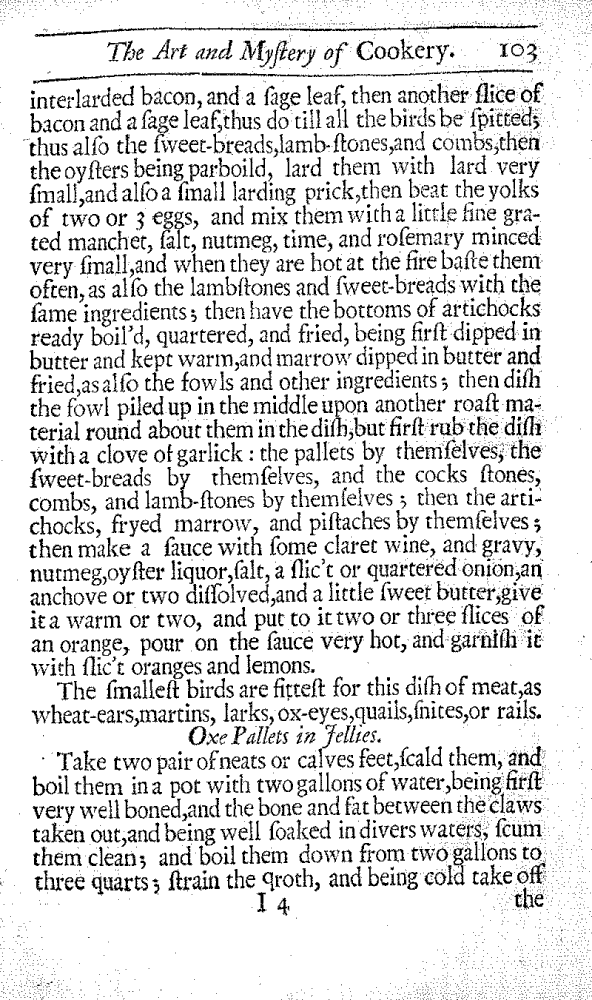 The Art and Myſtery of Cookery. 103
interlarded bacon, and a ſage leaf, then another ſlice of
bacon and a ſage leaf,thus do till all the birds be ſpitted;
thus alſo the ſweet-breads,lamb-ſtones,and combs,then
the oyſters being parboild, lard them with lard very
ſmall,and alſo a ſmall larding prick,then beat the yolks
of two or 3 eggs, and mix them with a little fine gra-
ted manchet, ſalt, nutmeg, time, and roſemary minced
very ſmall,and when they are hot at the fire baſte them
often, as alſo the lambſtones and ſweet-breads with the
ſame ingredients; then have the bottoms of artichocks
ready boil'd, quartered, and fried, being firſt dipped in
butter and kept warm,and marrow dipped in butter and
fried,as alſo the fowls and other ingredients; then diſh
the fowl piled up in the middle upon another roaſt ma-
terial round about them in the diſh,but firſt rub the diſh
with a clove of garlick : the pallets by themſelves, the
ſweet-breads by themſelves, and the cocks ſtones,
combs, and lamb-ſtones by themſelves ; then the arti-
chocks, fryed marrow, and piſtaches by themſelves ;
then make a ſauce with ſome claret wine, and gravy,
nutmeg,oyſter liquor,ſalt, a ſlic't or quartered onion,an
anchove or two diſſolved,and a little ſweet butter,give
it a warm or two, and put to it two or three ſlices of
an orange, pour on the ſauce very hot, and garniſh it
with ſlic't oranges and lemons.
The ſmalleſt birds are fitteſt for this diſh of meat,as
wheat-ears,martins, larks,ox-eyes,quails,ſnites,or rails.
Oxe Pallets in Jellies.
Take two pair of neats or calves feet,ſcald them, and
boil them in a pot with two gallons of water,being firſt
very well boned,and the bone and fat between the claws
taken out,and being well ſoaked in divers waters, ſcum
them clean; and boil them down from two gallons to
three quarts; ſtrain the qroth, and being cold take off
I 4 the